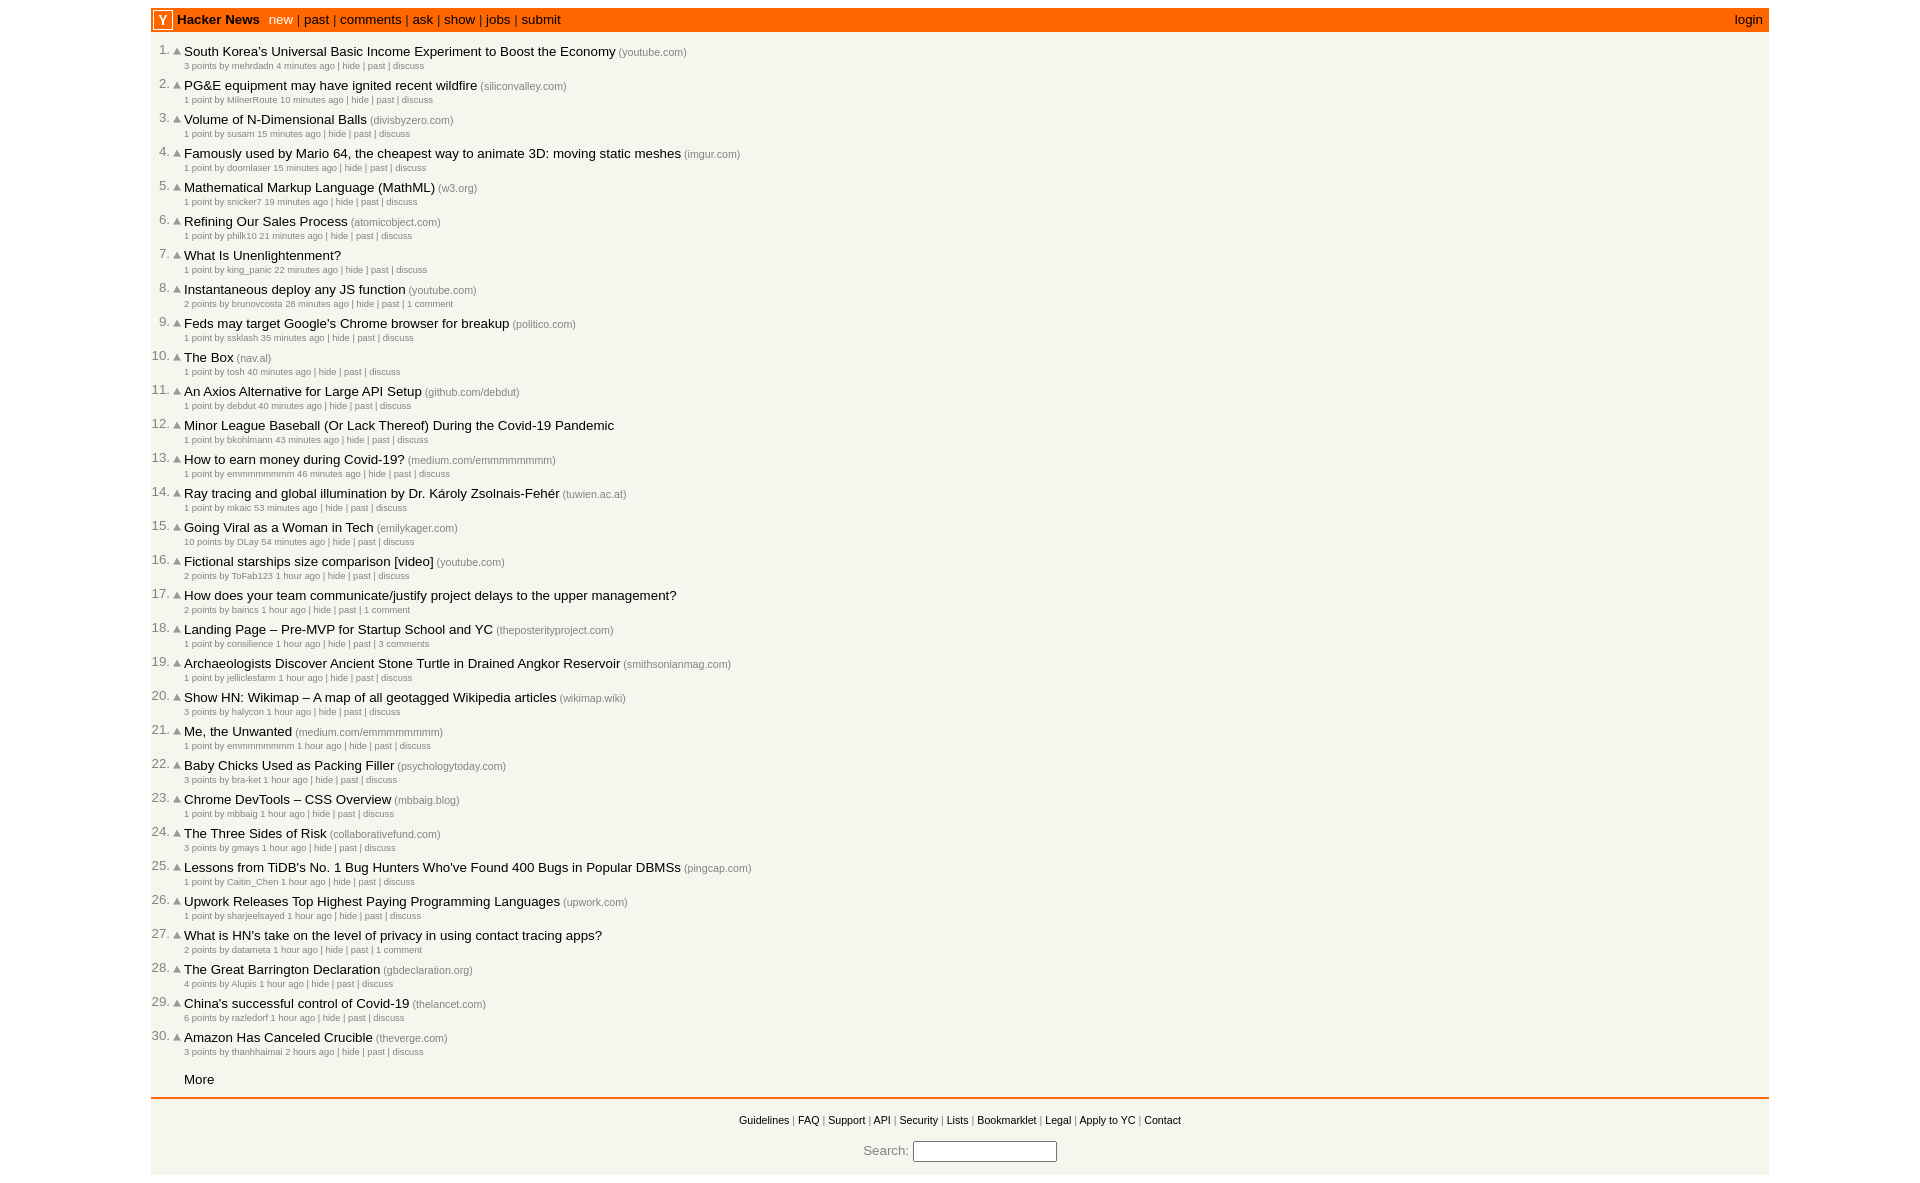 Y Hacker News new | past | comments | ask | show | jobs | submit login
1. South Korea's Universal Basic Income Experiment to Boost the Economy (youtube.com)
3 points by mehrdadn 4 minutes ago | hide | past | discuss
2. PG&E equipment may have ignited recent wildfire (siliconvalley.com)
1 point by MilnerRoute 10 minutes ago | hide | past | discuss
3. Volume of N-Dimensional Balls (divisbyzero.com)
1 point by susam 15 minutes ago | hide | past | discuss
4. Famously used by Mario 64, the cheapest way to animate 3D: moving static meshes (imgur.com)
1 point by doomlaser 15 minutes ago | hide | past | discuss
5. Mathematical Markup Language (MathML) (w3.org)
1 point by snicker7 19 minutes ago | hide | past | discuss
6. Refining Our Sales Process (atomicobject.com)
1 point by philk10 21 minutes ago | hide | past | discuss
7. What Is Unenlightenment?
1 point by king_panic 22 minutes ago | hide | past | discuss
8. Instantaneous deploy any JS function (youtube.com)
2 points by brunovcosta 28 minutes ago | hide | past | 1 comment
9. Feds may target Google's Chrome browser for breakup (politico.com)
1 point by ssklash 35 minutes ago | hide | past | discuss
10. The Box (nav.al)
1 point by tosh 40 minutes ago | hide | past | discuss
11. An Axios Alternative for Large API Setup (github.com/debdut)
1 point by debdut 40 minutes ago | hide | past | discuss
12. Minor League Baseball (Or Lack Thereof) During the Covid-19 Pandemic
1 point by bkohlmann 43 minutes ago | hide | past | discuss
13. How to earn money during Covid-19? (medium.com/emmmmmmmm)
1 point by emmmmmmmm 46 minutes ago | hide | past | discuss
14. Ray tracing and global illumination by Dr. Károly Zsolnais-Fehér (tuwien.ac.at)
1 point by mkaic 53 minutes ago | hide | past | discuss
15. Going Viral as a Woman in Tech (emilykager.com)
10 points by DLay 54 minutes ago | hide | past | discuss
16. Fictional starships size comparison [video] (youtube.com)
2 points by ToFab123 1 hour ago | hide | past | discuss
17. How does your team communicate/justify project delays to the upper management?
2 points by baincs 1 hour ago | hide | past | 1 comment
18. Landing Page – Pre-MVP for Startup School and YC (theposterityproject.com)
1 point by consilience 1 hour ago | hide | past | 3 comments
19. Archaeologists Discover Ancient Stone Turtle in Drained Angkor Reservoir (smithsonianmag.com)
1 point by jelliclesfarm 1 hour ago | hide | past | discuss
20. Show HN: Wikimap – A map of all geotagged Wikipedia articles (wikimap.wiki)
3 points by halycon 1 hour ago | hide | past | discuss
21. Me, the Unwanted (medium.com/emmmmmmmm)
1 point by emmmmmmmm 1 hour ago | hide | past | discuss
22. Baby Chicks Used as Packing Filler (psychologytoday.com)
3 points by bra-ket 1 hour ago | hide | past | discuss
23. Chrome DevTools – CSS Overview (mbbaig.blog)
1 point by mbbaig 1 hour ago | hide | past | discuss
24. The Three Sides of Risk (collaborativefund.com)
3 points by gmays 1 hour ago | hide | past | discuss
25. Lessons from TiDB's No. 1 Bug Hunters Who've Found 400 Bugs in Popular DBMSs (pingcap.com)
1 point by Caitin_Chen 1 hour ago | hide | past | discuss
26. Upwork Releases Top Highest Paying Programming Languages (upwork.com)
1 point by sharjeelsayed 1 hour ago | hide | past | discuss
27. What is HN's take on the level of privacy in using contact tracing apps?
2 points by datameta 1 hour ago | hide | past | 1 comment
28. The Great Barrington Declaration (gbdeclaration.org)
4 points by Alupis 1 hour ago | hide | past | discuss
29. China's successful control of Covid-19 (thelancet.com)
6 points by razledorf 1 hour ago | hide | past | discuss
30. Amazon Has Canceled Crucible (theverge.com)
3 points by thanhhaimai 2 hours ago | hide | past | discuss
More
Guidelines | FAQ | Support | API | Security | Lists | Bookmarklet | Legal | Apply to YC | Contact
Search: